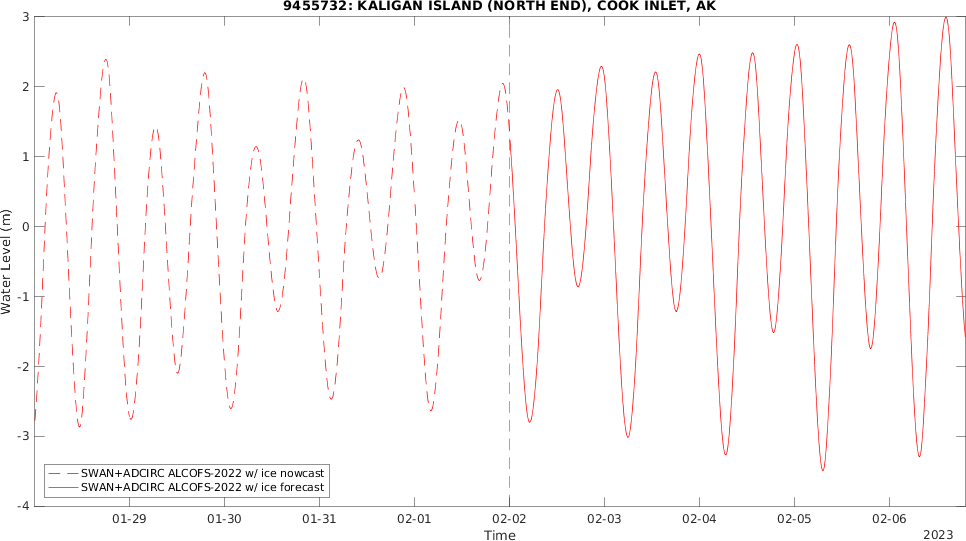 9455732: KALIGAN ISLAND (NORTH END), COOK INLET, AK
3
2
1
0
-1
-2
-3
-4
Water Level (m)
SWAN+ADCIRC ALCOFS-2022 w/ ice nowcast
SWAN+ADCIRC ALCOFS-2022 w/ ice forecast
01-29 01-30 01-31 02-01 02-02 02-03 02-04 02-05 02-06
Time
2023